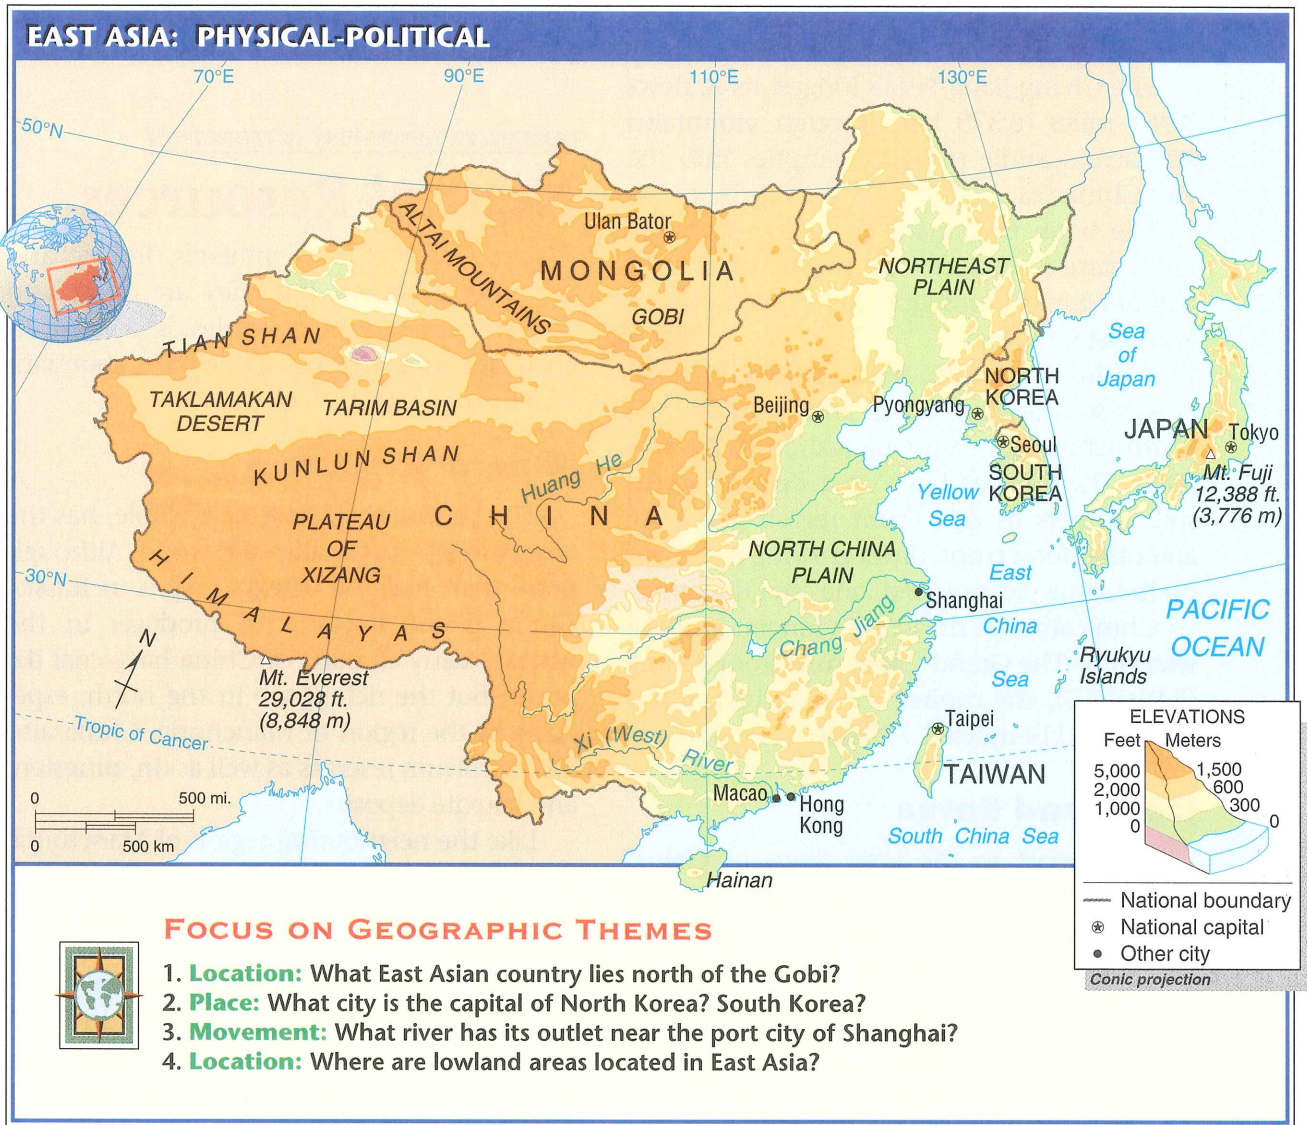 EAST ASIA: PHYSICAL-POLITICAL
70°E
90°E
110°E
130°E
50°N
ALTAI MOUNTAINS
Ulan Bator
MONGOLIA
GOBI
NORTHEAST
PLAIN
TIAN SHAN
Sea
of
Japan
TAKLAMAKAN
DESERT
TARIM BASIN
Beijing
Pyongyang
NORTH
KOREA
JAPAN
Tokyo
Seoul
SOUTH
KOREA
Mt. Fuji
12,388 ft.
(3,776 m)
KUNLUN SHAN
Huang He
Yellow
Sea
CHINA
PLATEAU
OF
XIZANG
NORTH CHINA
PLAIN
30°N
HIMALAYAS
East
China
Sea
Shanghai
Chang Jiang
PACIFIC
OCEAN
Ryukyu
Islands
N
Mt. Everest
29,028 ft.
(8,848 m)
Tropic of Cancer
Xi (West) River
Taipei
TAIWAN
Macao
Hong
Kong
South China Sea
Hainan
0 500 mi.
0 500 km
ELEVATIONS
Feet Meters
5,000 1,500
2,000 600
1,000 300
0 0
National boundary
National capital
Other city
Conic projection
FOCUS ON GEOGRAPHIC THEMES
1. Location: What East Asian country lies north of the Gobi?
2. Place: What city is the capital of North Korea? South Korea?
3. Movement: What river has its outlet near the port city of Shanghai?
4. Location: Where are lowland areas located in East Asia?